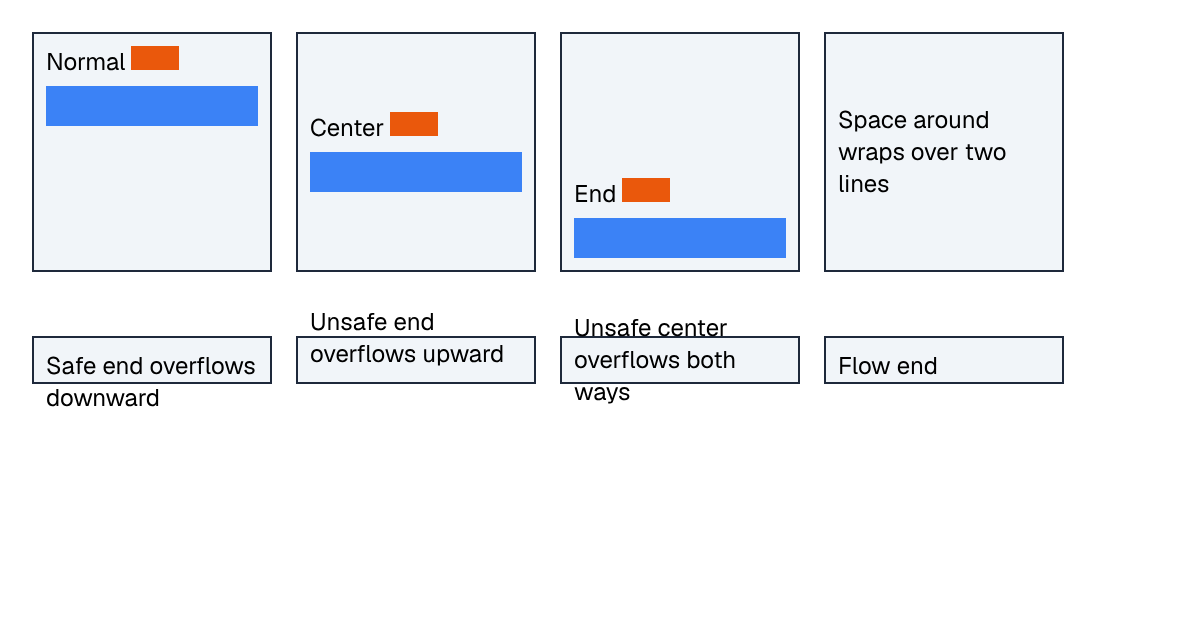 Normal
Center
End
Space around
wraps over two
lines
Safe end overflows
downward
Unsafe end
overflows upward
Unsafe center
overflows both
ways
Flow end